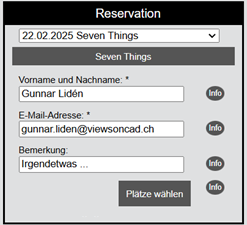 Reservation
22.02.2025 Seven Things
Seven Things
Vorname und Nachname: *
Gunnar Lidén
Info
E-Mail-Adresse: *
gunnar.liden@viewsoncad.ch
Info
Bemerkung:
Irgendetwas ...
Info
Plätze wählen
Info